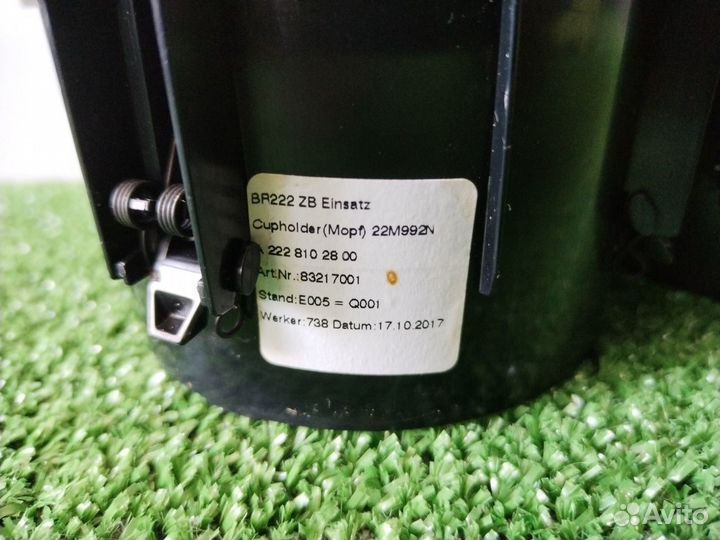 BR222 ZB Einsatz
Cupholder(Mopf) 22M992N
A 222 810 28 00
Art.Nr.:83217001
Stand:E005 = Q001
Werker:738 Datum:17.10.2017
Avito